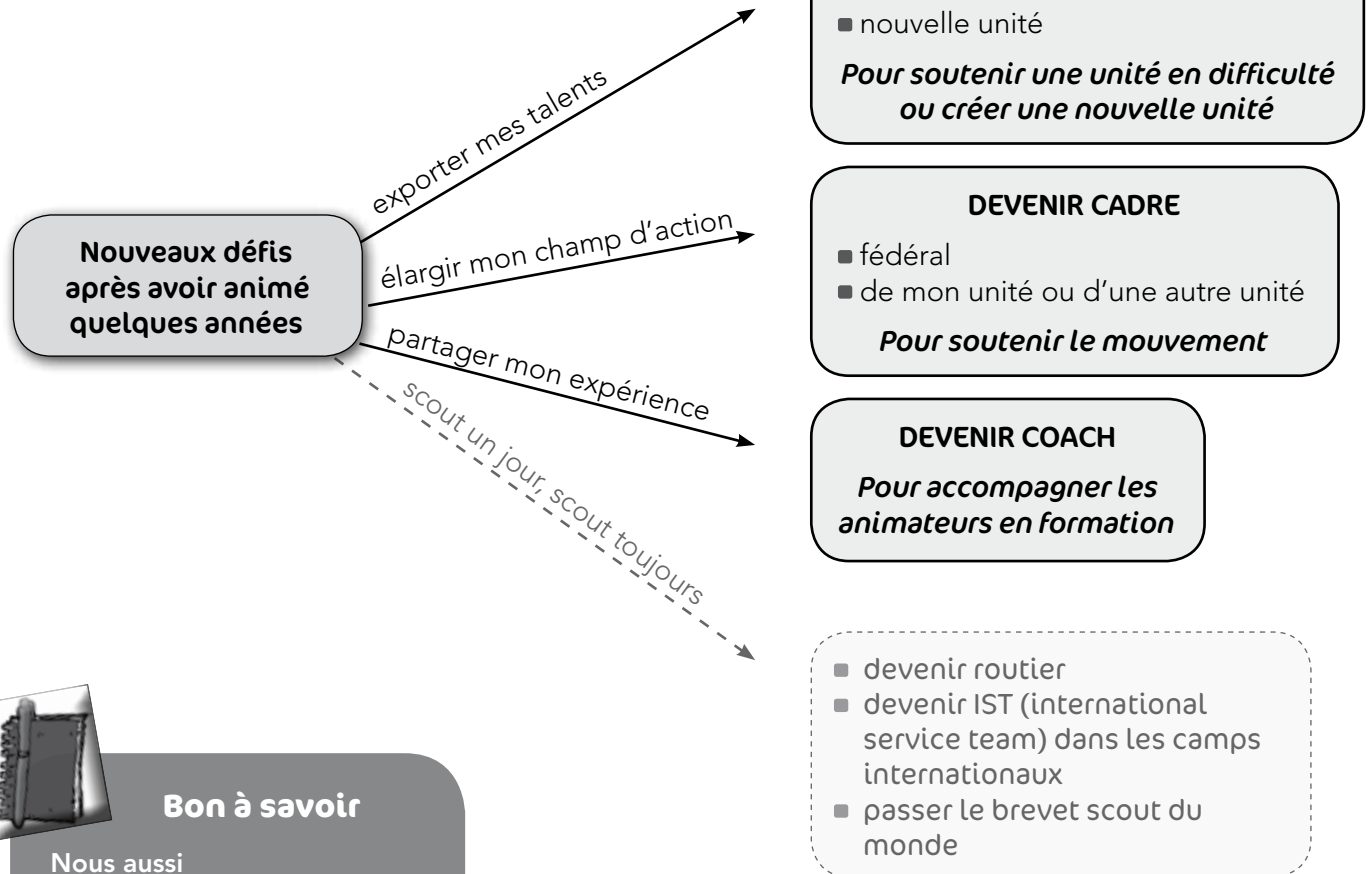 nouvelle unité
Pour soutenir une unité en difficulté
ou créer une nouvelle unité
exporter mes talents
DEVENIR CADRE
Nouveaux défis
après avoir animé
quelques années
élargir mon champ d'action
fédéral
de mon unité ou d'une autre unité
Pour soutenir le mouvement
partager mon expérience
DEVENIR COACH
Pour accompagner les
animateurs en formation
scout un jour, scout toujours
devenir routier
devenir IST (international
service team) dans les camps
internationaux
passer le brevet scout du
monde
Bon à savoir
Nous aussi